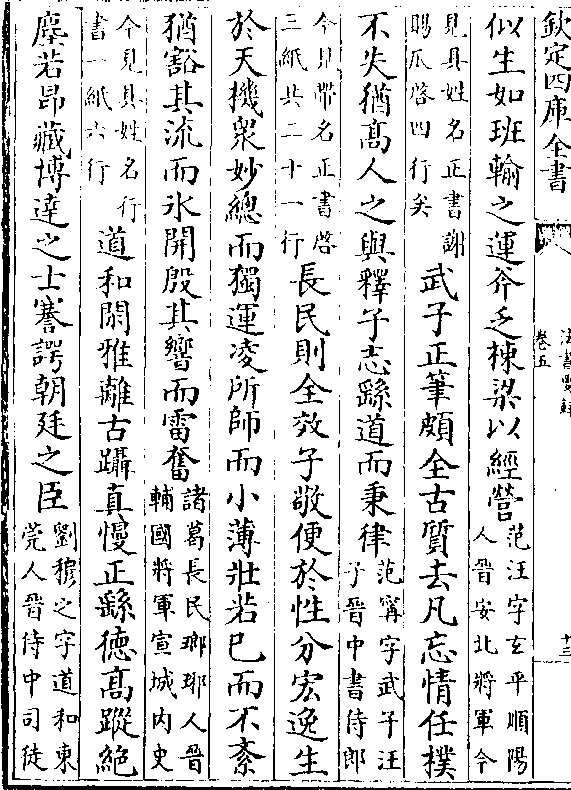 欽定四庫全書
法書要録
卷五
十三
似生如班輸之運斧乏棟梁以經營
范汪字玄平順陽
人晉安北將軍今
見具姓名正書謝
賜瓜啓四行矣
武子正筆頗全古質去凡忘情任樸
不失猶髙人之與釋子志繇道而秉律
范寗字武子汪
子晉中書侍郎
今見帶名正書啓
三紙共二十一行
長民則全效子敬便於性分宏逸生
於天機衆妙總而獨運凌所師而小薄壯若已而不紊
猶豁其流而氷開殷其響而雷奮
諸葛長民瑯琊人晉
輔國將軍宣城内史
今見具姓名行
書一紙六行
道和閑雅離古躡真慢正繇德髙蹤絶
塵若昂藏博達之士謇諤朝廷之臣
劉穆之字道和東
莞人晉侍中司徒